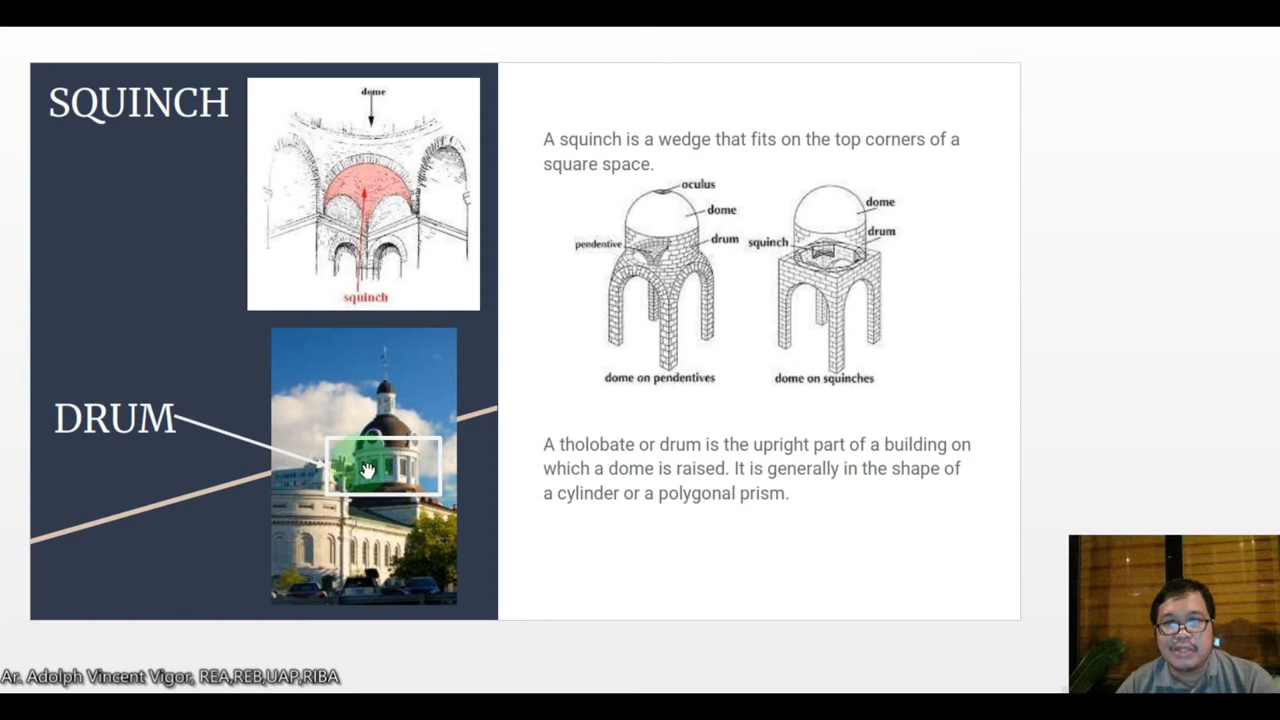 SQUINCH
dome
squinch
DRUM
A squinch is a wedge that fits on the top corners of a
square space.
oculus
dome
pendentive
drum
dome on pendentives
dome
squinch
drum
dome on squinches
A tholobate or drum is the upright part of a building on
which a dome is raised. It is generally in the shape of
a cylinder or a polygonal prism.
Ar. Adolph Vincent Vigor, REA,REB,UAP,RIBA